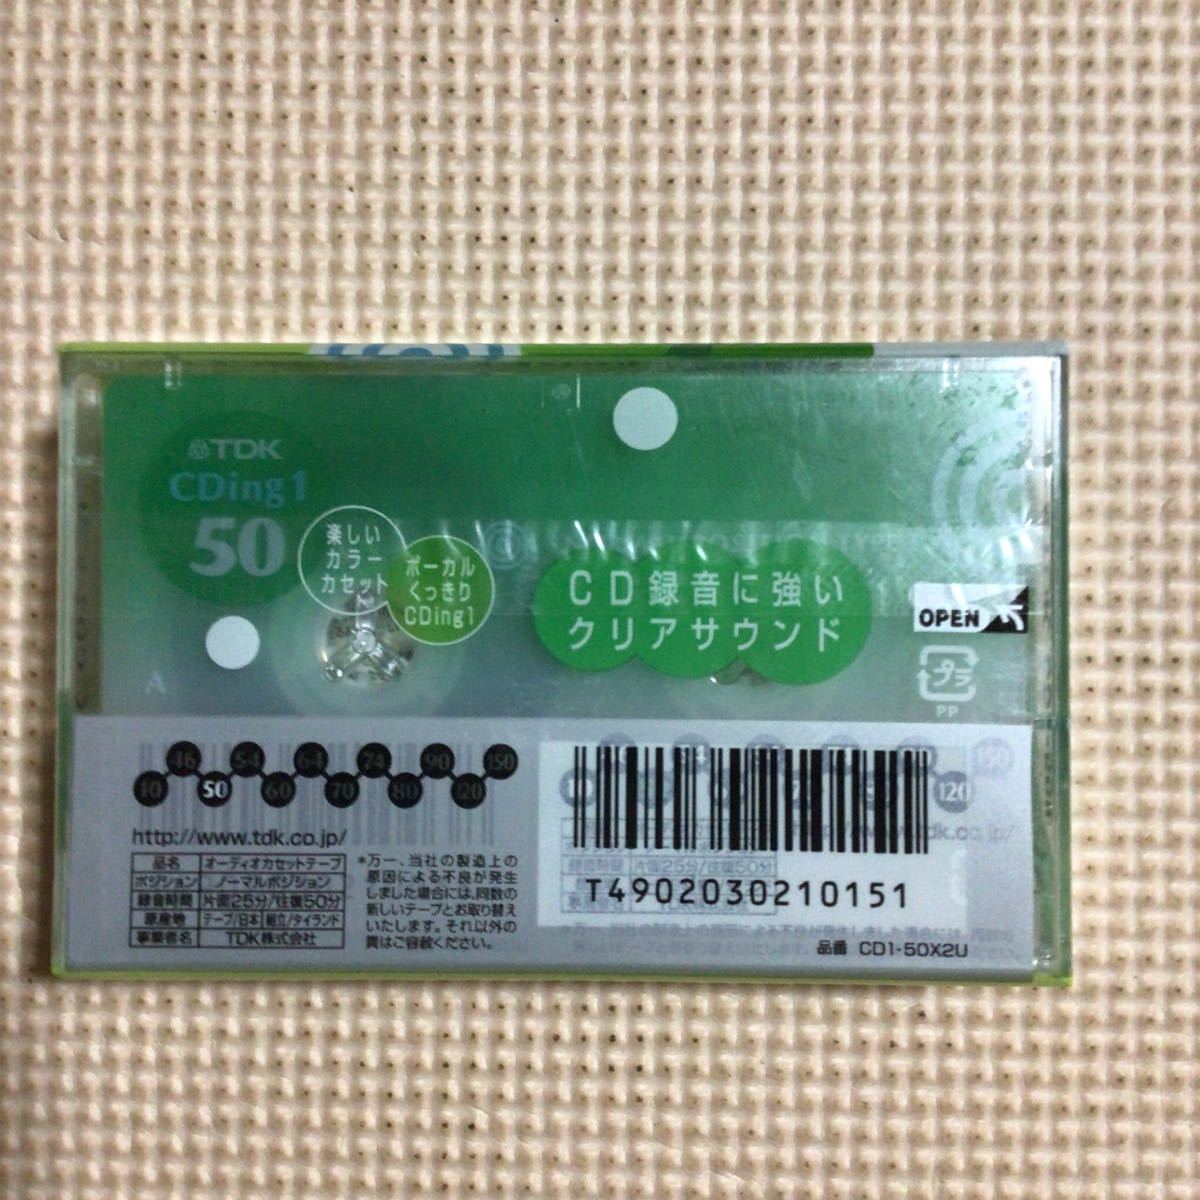 TDK
CDing1
50
楽しい
カラー
カセット
ボーカル
くっきり
CDing1
CD録音に強い
クリアサウンド
OPEN
プラ
PP
A
46 54 64 74 90 150
10 50 60 70 80 120
http://www.tdk.co.jp/
品名 オーディオカセットテープ
ポジション ノーマルポジション
録音時間 片面25分/往復50分
原産地 テープ/日本 組立/タイランド
事業者名 TDK株式会社
*万一、当社の製造上の
原因による不良が発生
しました場合には、同数の
新しいテープとお取り替え
いたします。それ以外の
責はご容赦ください。
T4902030210151
品番 CD1-50X2U